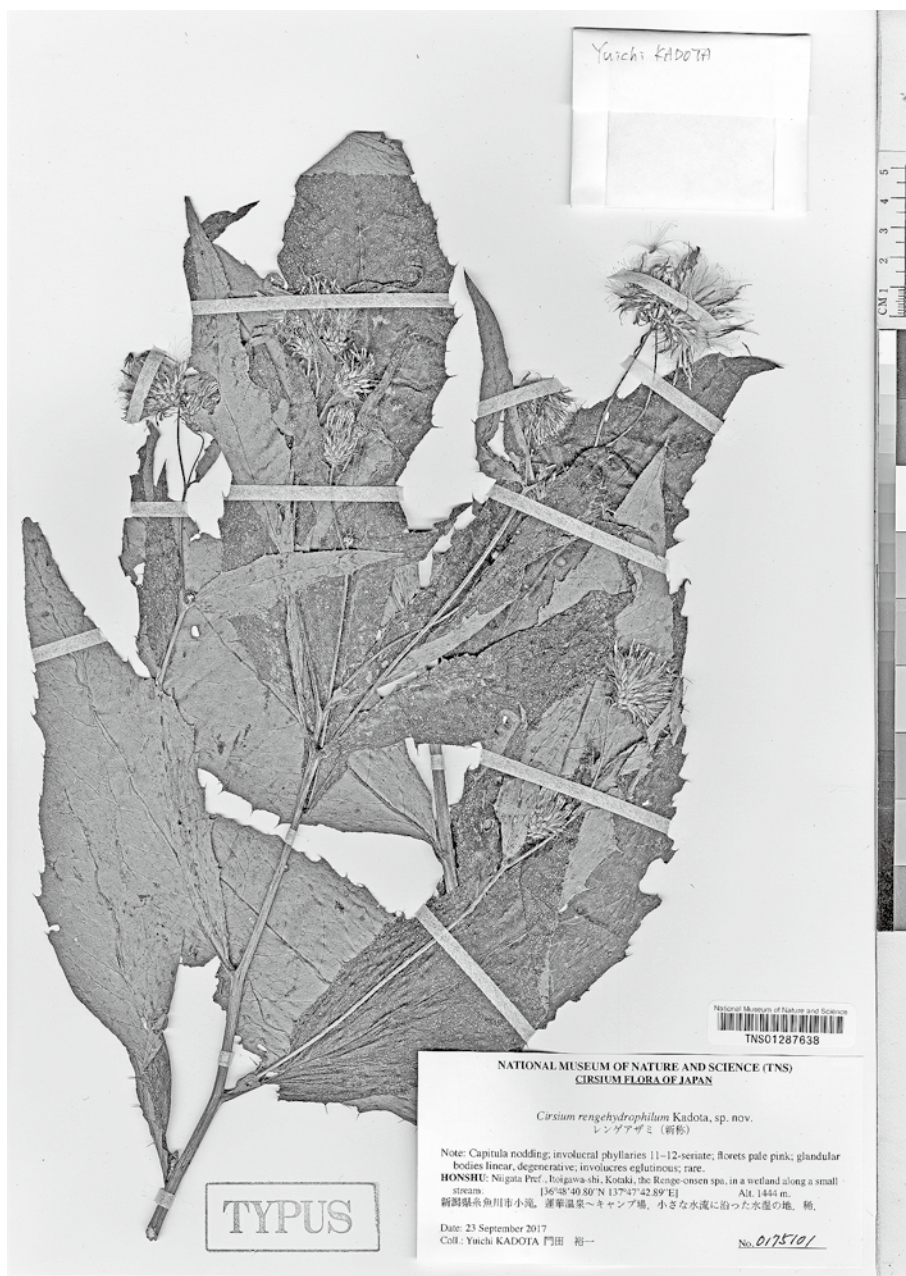 Yuichi KADOTA
5
4
3
2
CM 1
National Museum of Nature and Science
TNS01287638
NATIONAL MUSEUM OF NATURE AND SCIENCE (TNS)
CIRSIUM FLORA OF JAPAN
Cirsium rengehydrophilum Kadota, sp. nov.
レンゲアザミ（新称）
Note: Capitula nodding; involucral phyllaries 11–12-seriate; florets pale pink; glandular
bodies linear, degenerative; involucres eglutinous; rare.
HONSHU: Niigata Pref., Itoigawa-shi, Kotaki, the Renge-onsen spa, in a wetland along a small
stream. [36°48'40.80"N 137°47'42.89"E] Alt. 1444 m.
新潟県糸魚川市小滝，蓮華温泉～キャンプ場，小さな水流に沿った水湿の地．稀．
Date: 23 September 2017
Coll.: Yuichi KADOTA 門田 裕一
No. 0175101
TYPUS